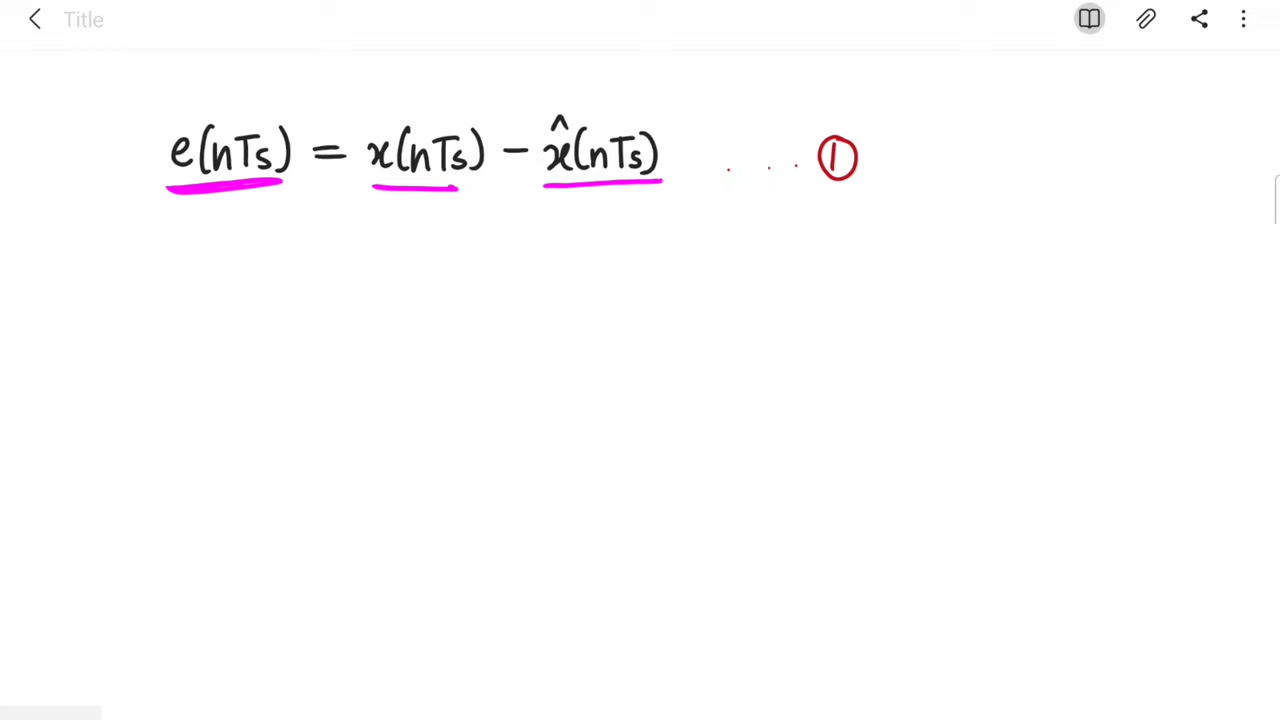 Title
e(nTs) = x(nTs) - x̂(nTs) . . . ①